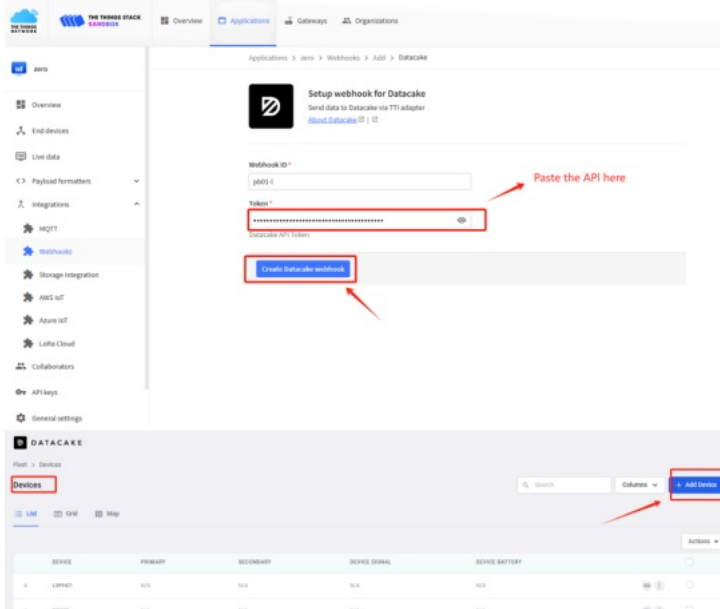 THE THINGS NETWORK
THE THINGS STACK
SANDBOX
Overview
Applications
Gateways
Organizations
zero
Overview
End devices
Live data
Payload formatters
Integrations
MQTT
Webhooks
Storage Integration
AWS IoT
Azure IoT
LoRa Cloud
Collaborators
API keys
General settings
Applications > zero > Webhooks > Add > Datacake
Setup webhook for Datacake
Send data to Datacake via TTI adapter
About Datacake |
Webhook ID *
Token *
Datacake API Token
Create Datacake webhook
Paste the API here
DATACAKE
Fleet > Devices
Devices
Search
Columns
+ Add Device
List
Grid
Map
Actions
DEVICE
PRIMARY
SECONDARY
DEVICE SIGNAL
DEVICE BATTERY
N/A
N/A
N/A
N/A